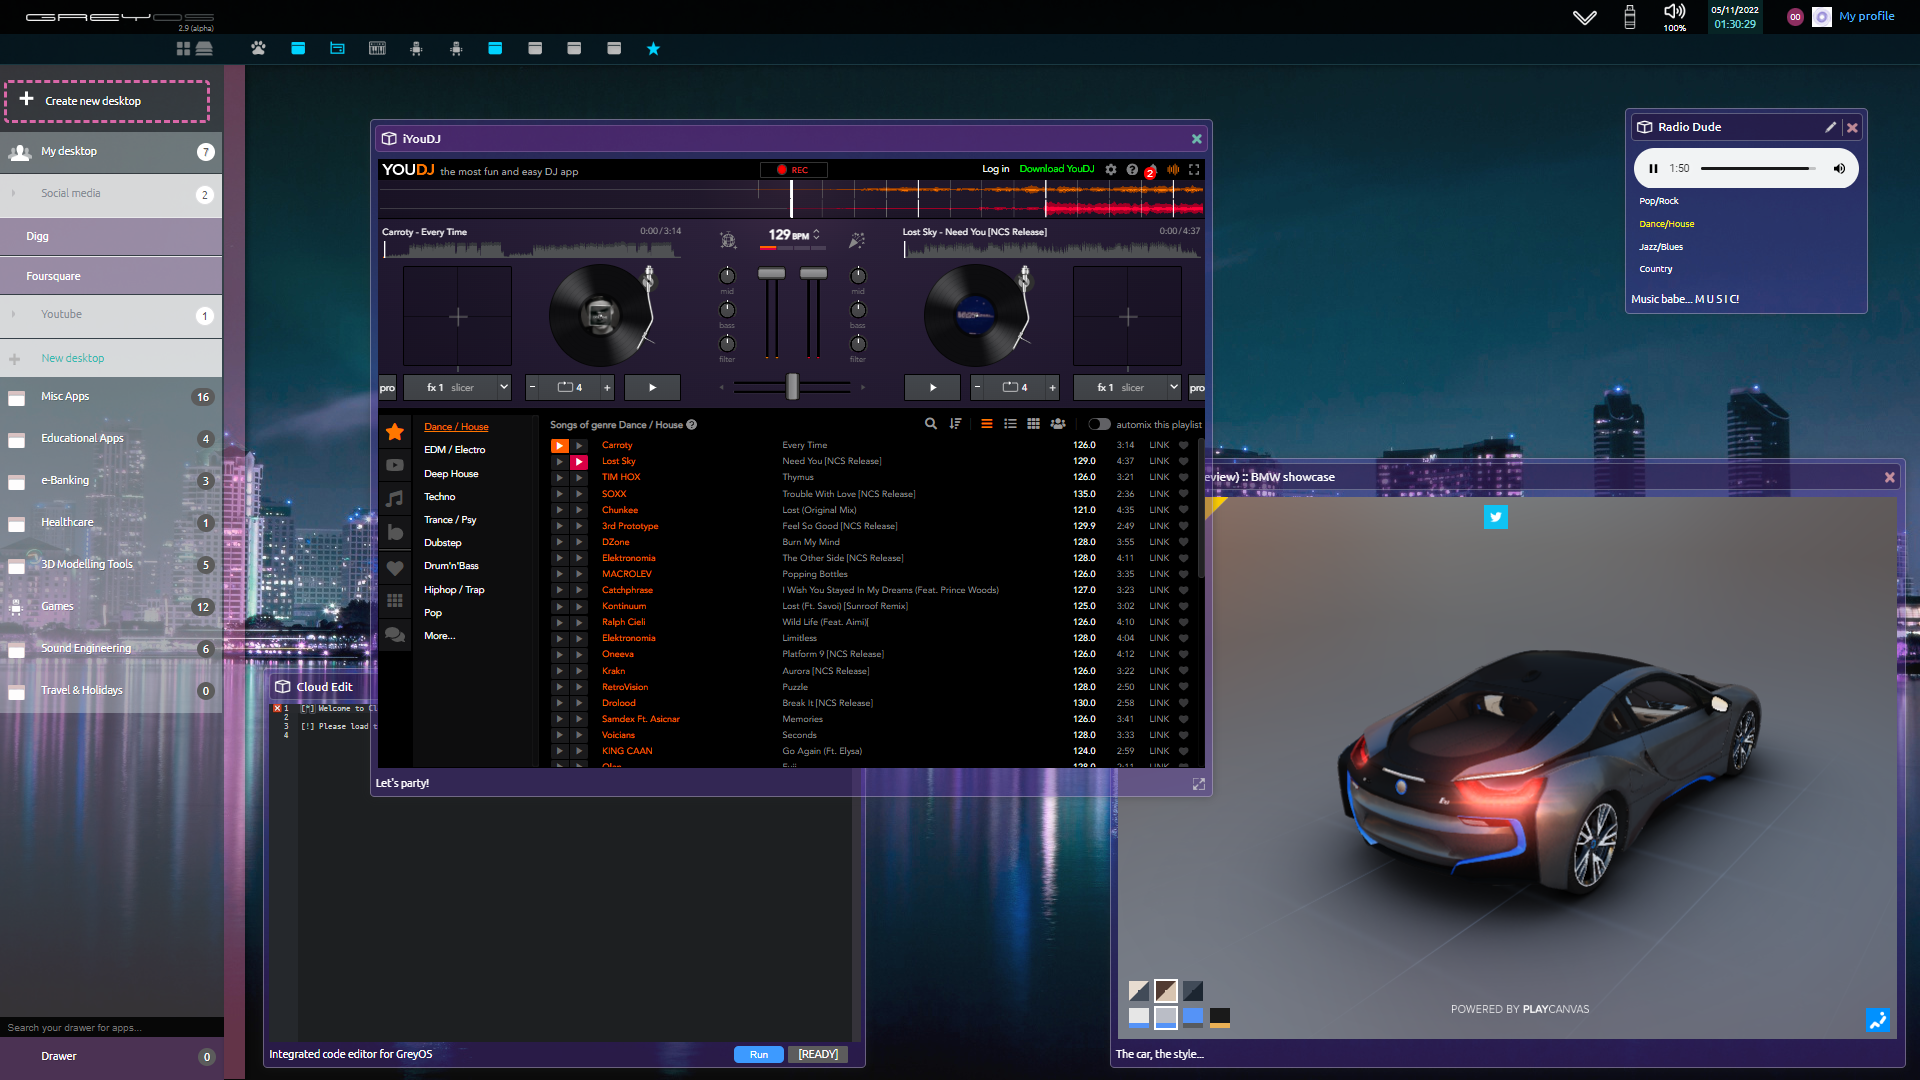 GREYOS
2.9 (alpha)
100%
05/11/2022
01:30:29
00
My profile
Create new desktop
My desktop 7
Social media 2
Digg
Foursquare
Youtube 1
New desktop
Misc Apps 16
Educational Apps 4
e-Banking 3
Healthcare 1
3D Modelling Tools 5
Games 12
Sound Engineering 6
Travel & Holidays 0
Search your drawer for apps...
Drawer 0
iYouDJ
YOUDJ the most fun and easy DJ app
REC
Log in Download YouDJ 2
Carroty - Every Time 0:00/3:14
129 BPM
Lost Sky - Need You [NCS Release] 0:00/4:37
mid mid
bass bass
filter filter
pro fx 1 slicer - 4 +
- 4 + fx 1 slicer pro
Dance / House
EDM / Electro
Deep House
Techno
Trance / Psy
Dubstep
Drum'n'Bass
Hiphop / Trap
Pop
More...
Songs of genre Dance / House
automix this playlist
Carroty Every Time 126.0 3:14 LINK
Lost Sky Need You [NCS Release] 129.0 4:37 LINK
TIM HOX Thymus 126.0 3:21 LINK
SOXX Trouble With Love [NCS Release] 135.0 2:36 LINK
Chunkee Lost (Original Mix) 121.0 4:35 LINK
3rd Prototype Feel So Good [NCS Release] 129.9 2:49 LINK
DZone Burn My Mind 128.0 3:55 LINK
Elektronomia The Other Side [NCS Release] 128.0 4:11 LINK
MACROLEV Popping Bottles 126.0 3:35 LINK
Catchphrase I Wish You Stayed In My Dreams (Feat. Prince Woods) 127.0 3:23 LINK
Kontinuum Lost (Ft. Savoi) [Sunroof Remix] 125.0 3:02 LINK
Ralph Cieli Wild Life (Feat. Aimi)[ 126.0 4:10 LINK
Elektronomia Limitless 128.0 4:04 LINK
Oneeva Platform 9 [NCS Release] 126.0 4:12 LINK
Krakn Aurora [NCS Release] 126.0 3:22 LINK
RetroVision Puzzle 128.0 2:50 LINK
Drolood Break It [NCS Release] 130.0 2:58 LINK
Samdex Ft. Asicnar Memories 126.0 3:41 LINK
Voicians Seconds 128.0 3:33 LINK
KING CAAN Go Again (Ft. Elysa) 124.0 2:59 LINK
Let's party!
Radio Dude
1:50
Pop/Rock
Dance/House
Jazz/Blues
Country
Music babe... M U S I C!
eview) :: BMW showcase
POWERED BY PLAYCANVAS
The car, the style...
Cloud Edit
1 [*] Welcome to Cl
2
3 [!] Please load t
4
Integrated code editor for GreyOS
Run [READY]